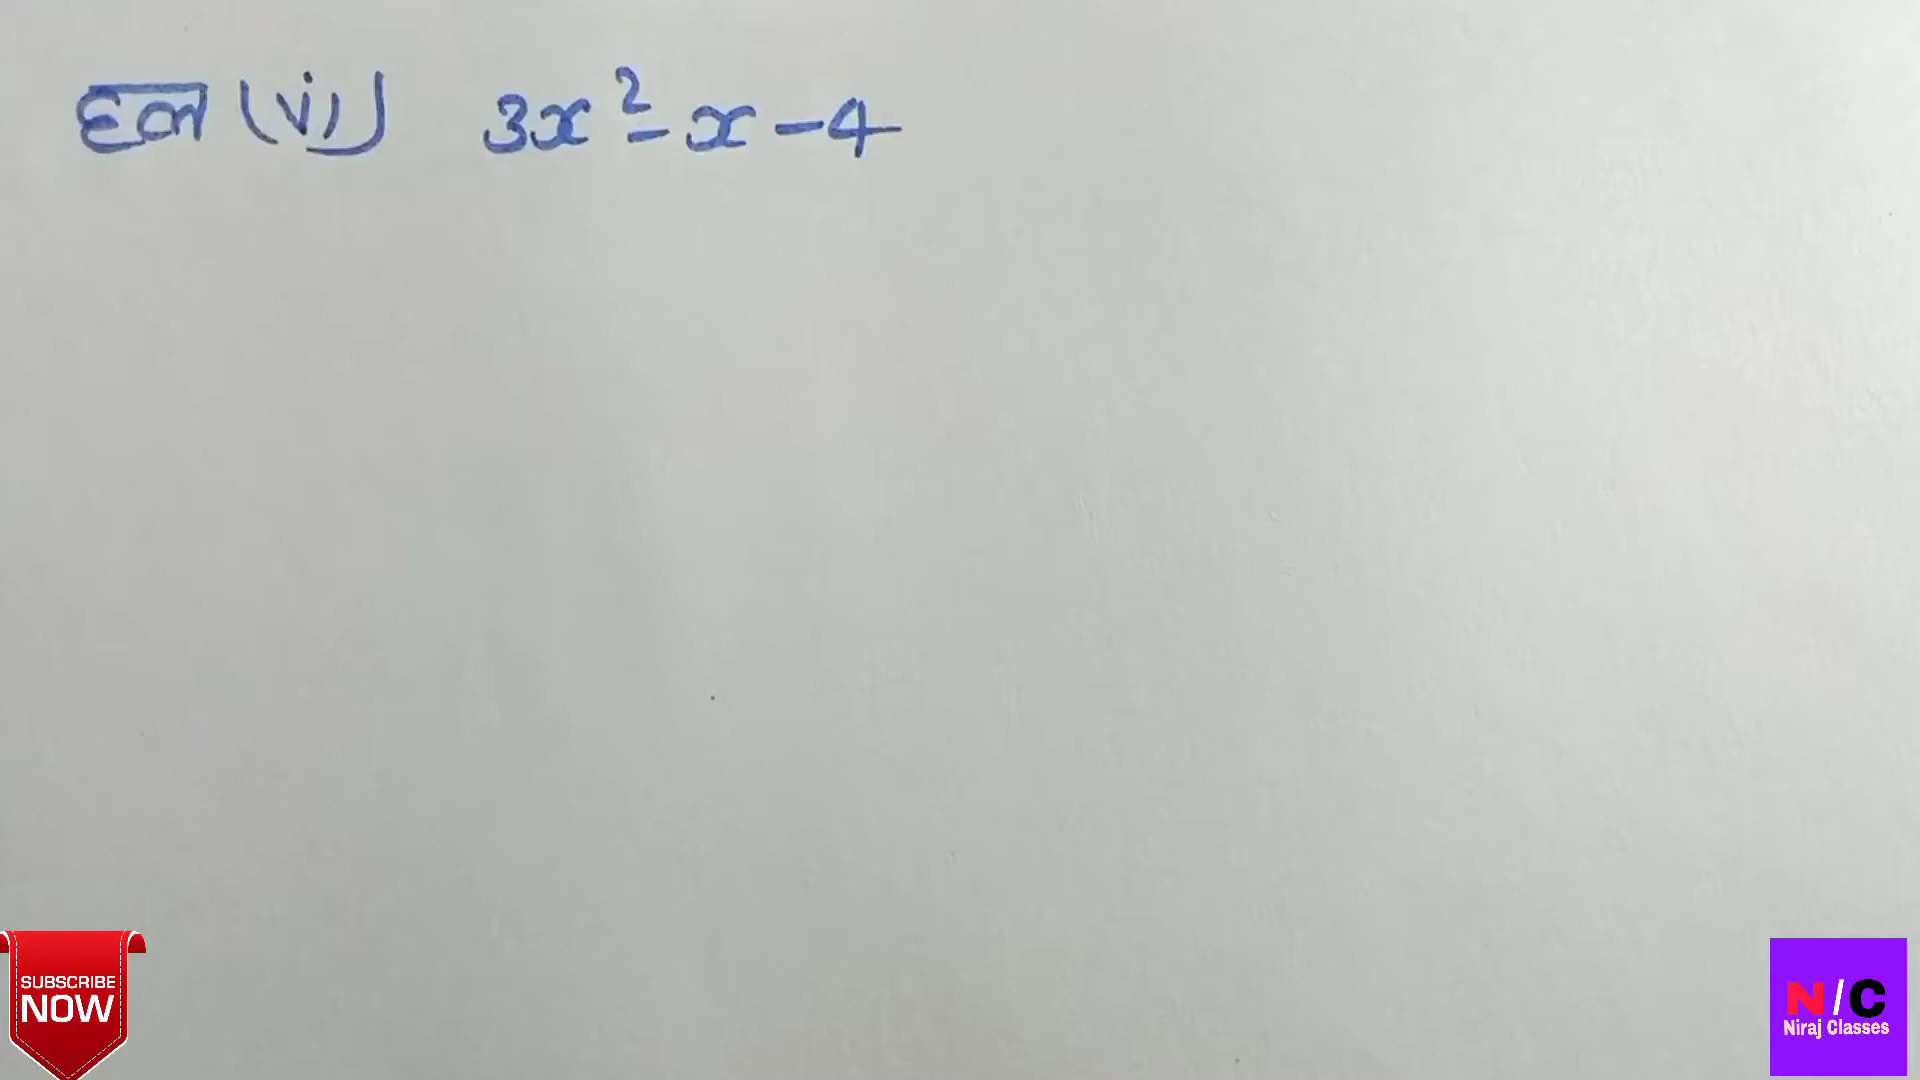 हल (vi) 3x² - x - 4
SUBSCRIBE
NOW
N/C
Niraj Classes